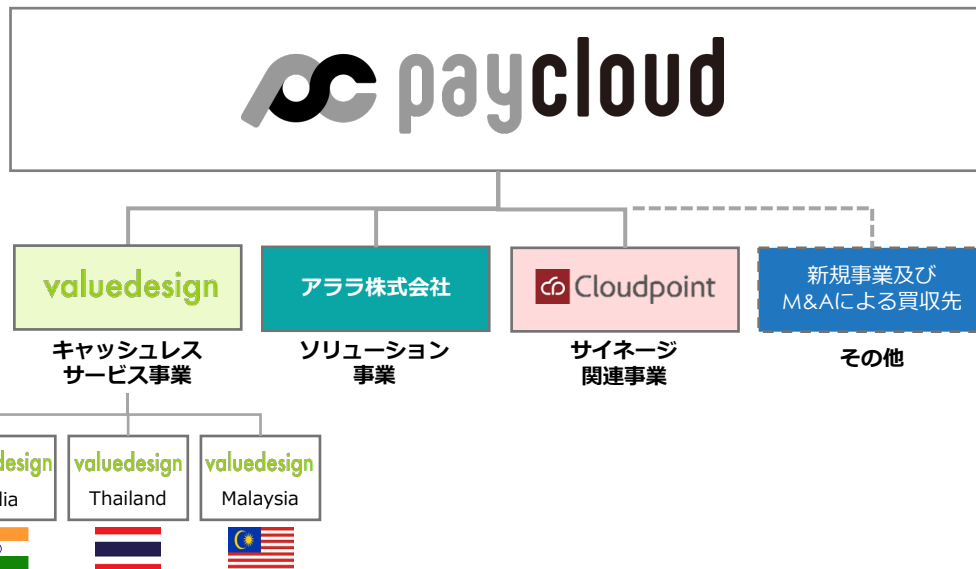 paycloud
valuedesign
アララ株式会社
Cloudpoint
新規事業及び
M&Aによる買収先
キャッシュレス
サービス事業
ソリューション
事業
サイネージ
関連事業
その他
design
valuedesign
valuedesign
dia
Thailand
Malaysia